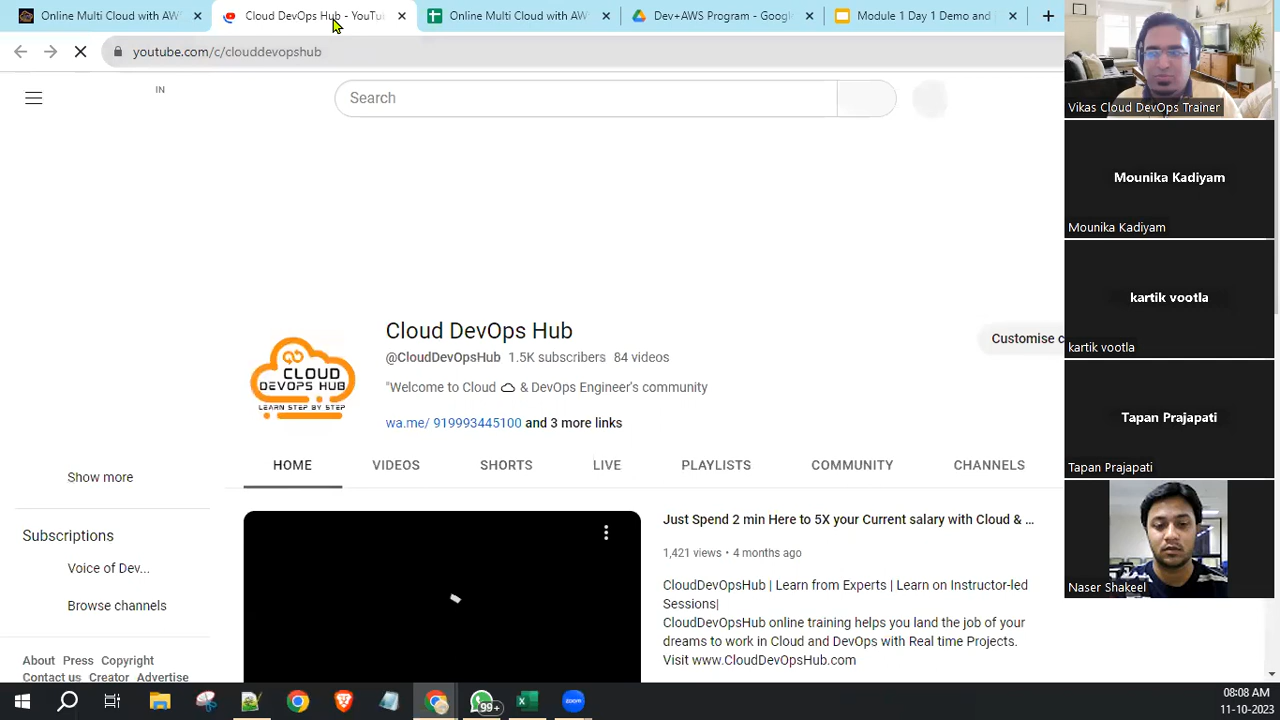 Online Multi Cloud with AW
Cloud DevOps Hub - YouTu
Online Multi Cloud with AW
Dev+AWS Program - Google
Module 1 Day 1 Demo and
youtube.com/c/clouddevopshub
IN
Search
Cloud DevOps Hub
@CloudDevOpsHub 1.5K subscribers 84 videos
"Welcome to Cloud & DevOps Engineer's community
wa.me/ 919993445100 and 3 more links
Customise c
CLOUD
DEVOPS HUB
LEARN STEP BY STEP
HOME
VIDEOS
SHORTS
LIVE
PLAYLISTS
COMMUNITY
CHANNELS
Show more
Subscriptions
Voice of Dev...
Browse channels
About Press Copyright
Contact us Creator Advertise
Just Spend 2 min Here to 5X your Current salary with Cloud & ...
1,421 views • 4 months ago
CloudDevOpsHub | Learn from Experts | Learn on Instructor-led
Sessions|
CloudDevOpsHub online training helps you land the job of your
dreams to work in Cloud and DevOps with Real time Projects.
Visit www.CloudDevOpsHub.com
Vikas Cloud DevOps Trainer
Mounika Kadiyam
Mounika Kadiyam
kartik vootla
kartik vootla
Tapan Prajapati
Tapan Prajapati
Naser Shakeel
99+
zoom
08:08 AM
11-10-2023